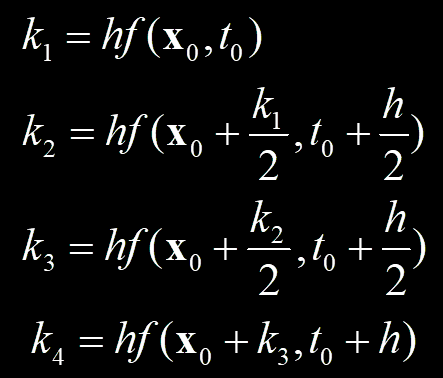 k₁ = hf(x₀, t₀)
k₂ = hf(x₀ + k₁/2, t₀ + h/2)
k₃ = hf(x₀ + k₂/2, t₀ + h/2)
k₄ = hf(x₀ + k₃, t₀ + h)